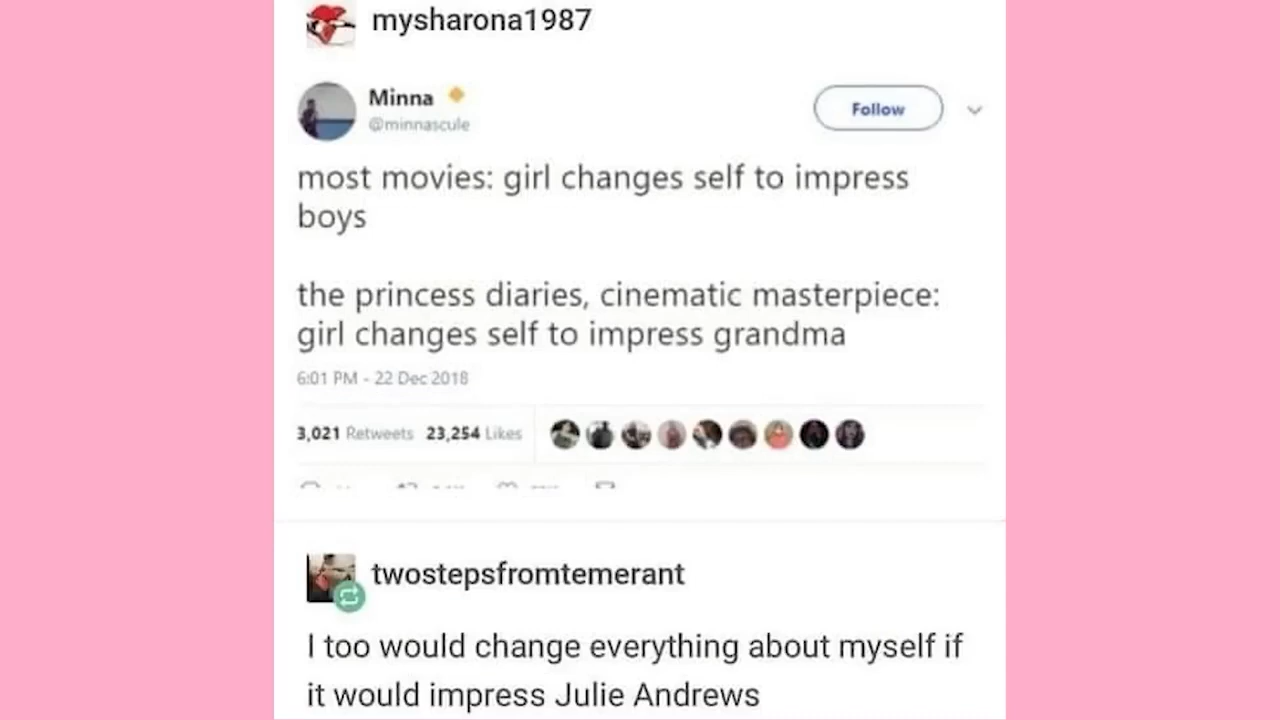 mysharona1987
Minna
@minnascule
Follow
most movies: girl changes self to impress
boys
the princess diaries, cinematic masterpiece:
girl changes self to impress grandma
6:01 PM - 22 Dec 2018
3,021 Retweets 23,254 Likes
twostepsfromtemerant
I too would change everything about myself if
it would impress Julie Andrews